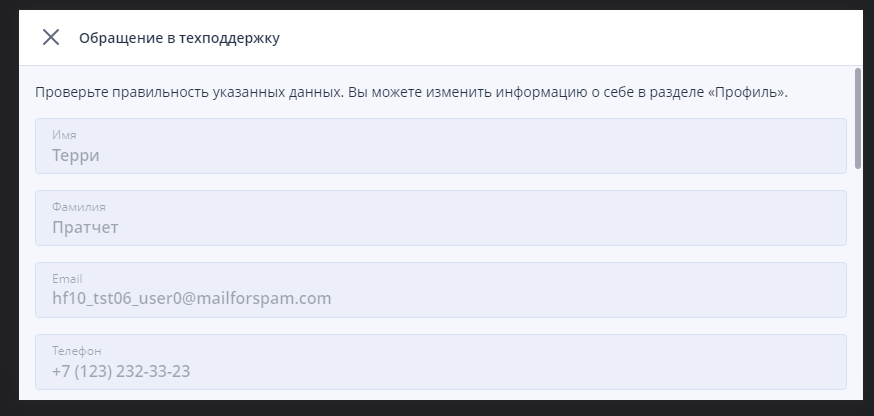 Обращение в техподдержку
Проверьте правильность указанных данных. Вы можете изменить информацию о себе в разделе «Профиль».
Имя
Терри
Фамилия
Пратчет
Email
hf10_tst06_user0@mailforspam.com
Телефон
+7 (123) 232-33-23